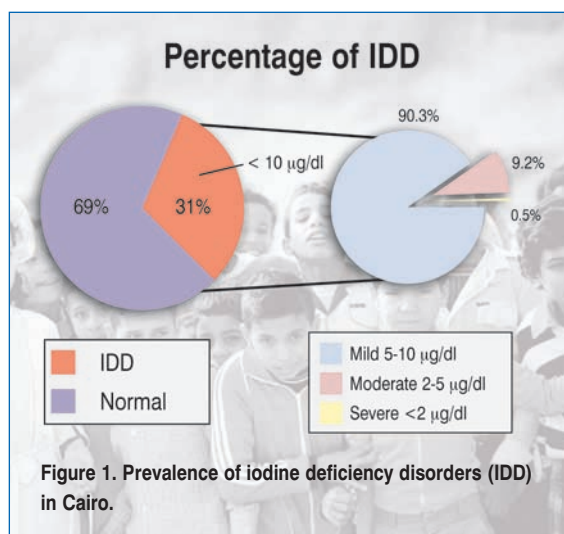 Percentage of IDD
90.3%
< 10 µg/dl
9.2%
69%
31%
0.5%
IDD
Normal
Mild 5-10 µg/dl
Moderate 2-5 µg/dl
Severe <2 µg/dl
Figure 1. Prevalence of iodine deficiency disorders (IDD)
in Cairo.